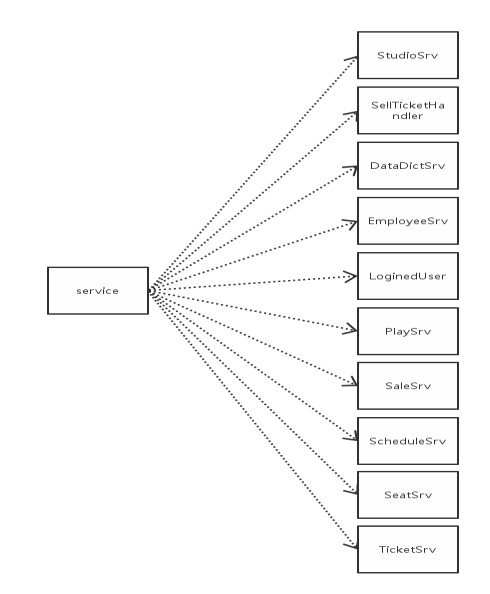 StudioSrv
SellTicketHa
ndler
DataDictSrv
EmployeeSrv
LoginedUser
service
PlaySrv
SaleSrv
ScheduleSrv
SeatSrv
TicketSrv